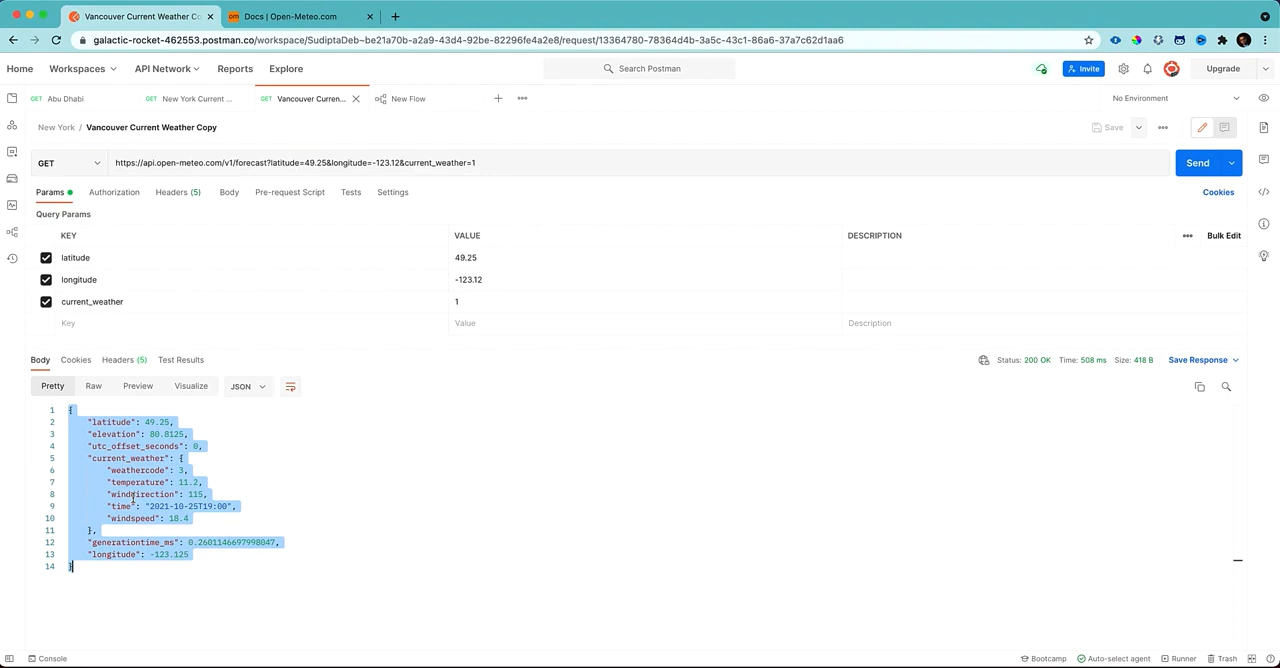 Vancouver Current Weather Co
Docs | Open-Meteo.com
galactic-rocket-462553.postman.co/workspace/SudiptaDeb~be21a70b-a2a9-43d4-92be-82296fe4a2e8/request/13364780-78364d4b-3a5c-43c1-86a6-37a7c62d1aa6
Home Workspaces API Network Reports Explore Search Postman Invite Upgrade
GET Abu Dhabi GET New York Current ... GET Vancouver Curren... New Flow No Environment
New York / Vancouver Current Weather Copy Save
GET https://api.open-meteo.com/v1/forecast?latitude=49.25&longitude=-123.12&current_weather=1 Send
Params Authorization Headers (5) Body Pre-request Script Tests Settings Cookies
Query Params
KEY VALUE DESCRIPTION Bulk Edit
latitude 49.25
longitude -123.12
current_weather 1
Key Value Description
Body Cookies Headers (5) Test Results Status: 200 OK Time: 508 ms Size: 418 B Save Response
Pretty Raw Preview Visualize JSON
1 {
2 "latitude": 49.25,
3 "elevation": 80.8125,
4 "utc_offset_seconds": 0,
5 "current_weather": {
6 "weathercode": 3,
7 "temperature": 11.2,
8 "winddirection": 115,
9 "time": "2021-10-25T19:00",
10 "windspeed": 18.4
11 },
12 "generationtime_ms": 0.2601146697998047,
13 "longitude": -123.125
14 }
Console Bootcamp Auto-select agent Runner Trash